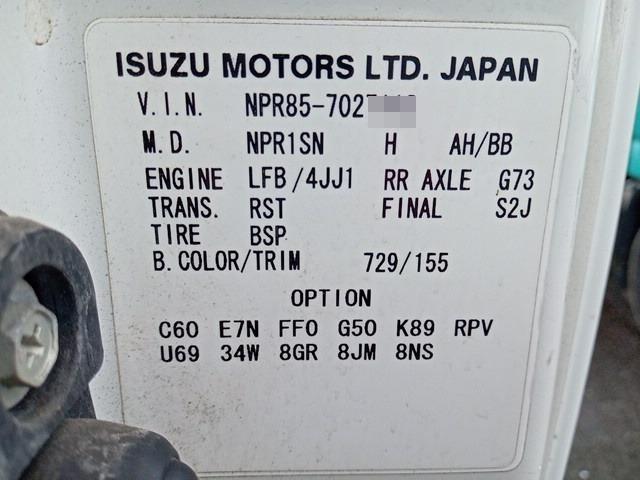 ISUZU MOTORS LTD. JAPAN
V.I.N. NPR85-702
M.D. NPR1SN H AH/BB
ENGINE LFB/4JJ1 RR AXLE G73
TRANS. RST FINAL S2J
TIRE BSP
B.COLOR/TRIM 729/155
OPTION
C60 E7N FF0 G50 K89 RPV
U69 34W 8GR 8JM 8NS